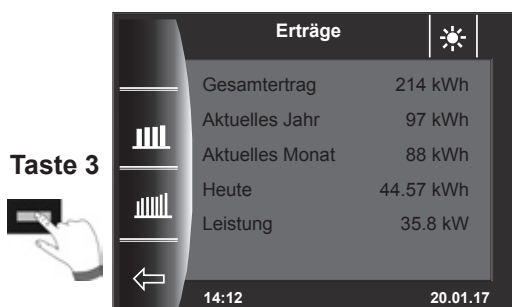 Erträge
Gesamtertrag 214 kWh
Aktuelles Jahr 97 kWh
Aktuelles Monat 88 kWh
Taste 3
Heute 44.57 kWh
Leistung 35.8 kW
14:12 20.01.17